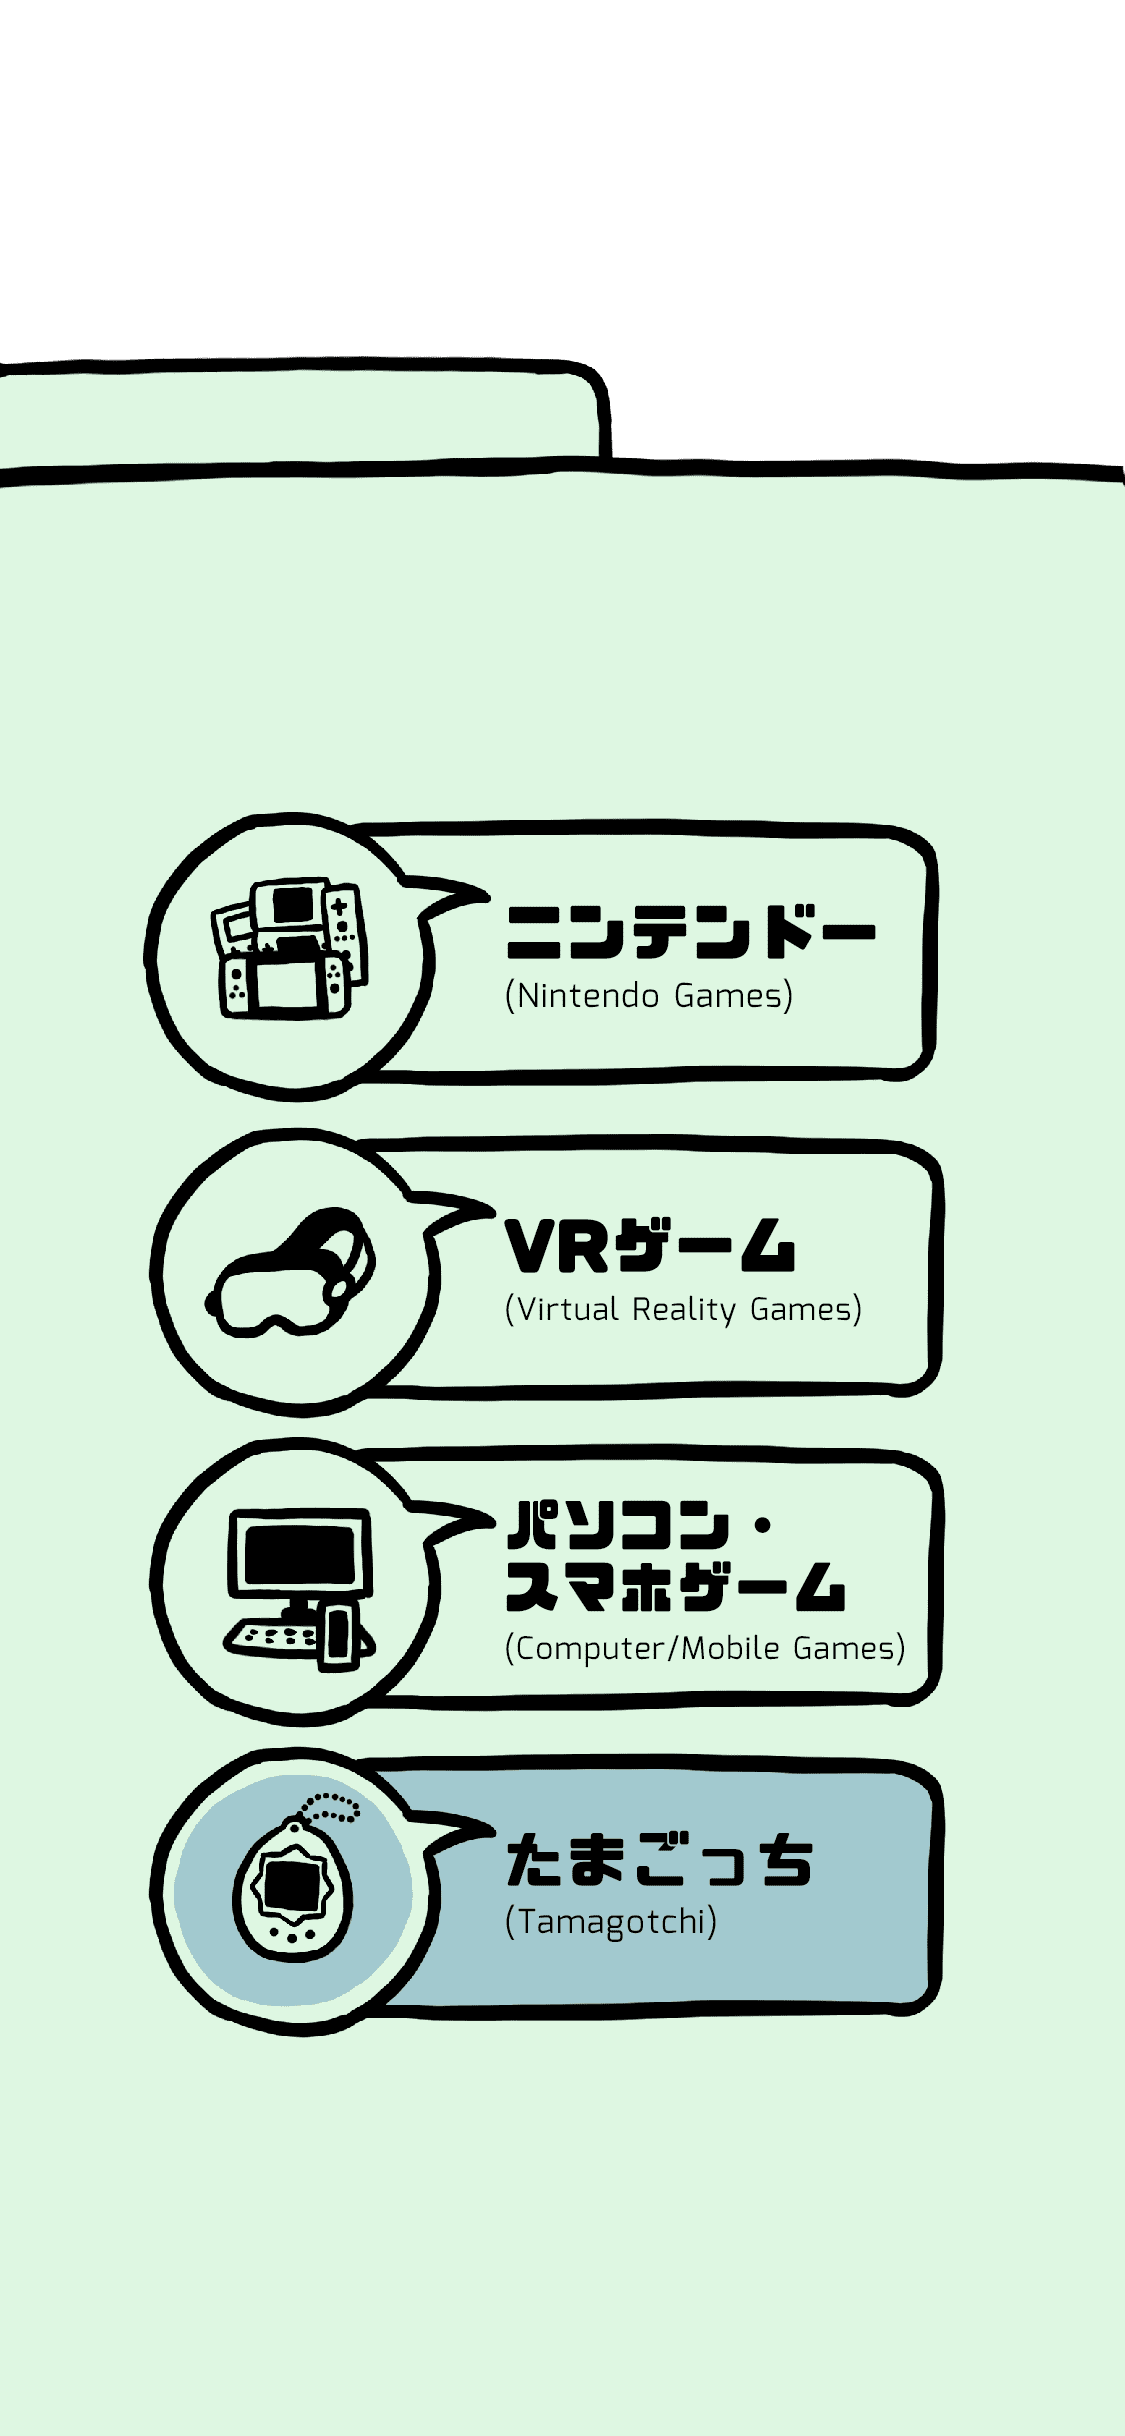 ニンテンドー
(Nintendo Games)
VRゲーム
(Virtual Reality Games)
パソコン・
スマホゲーム
(Computer/Mobile Games)
たまごっち
(Tamagotchi)